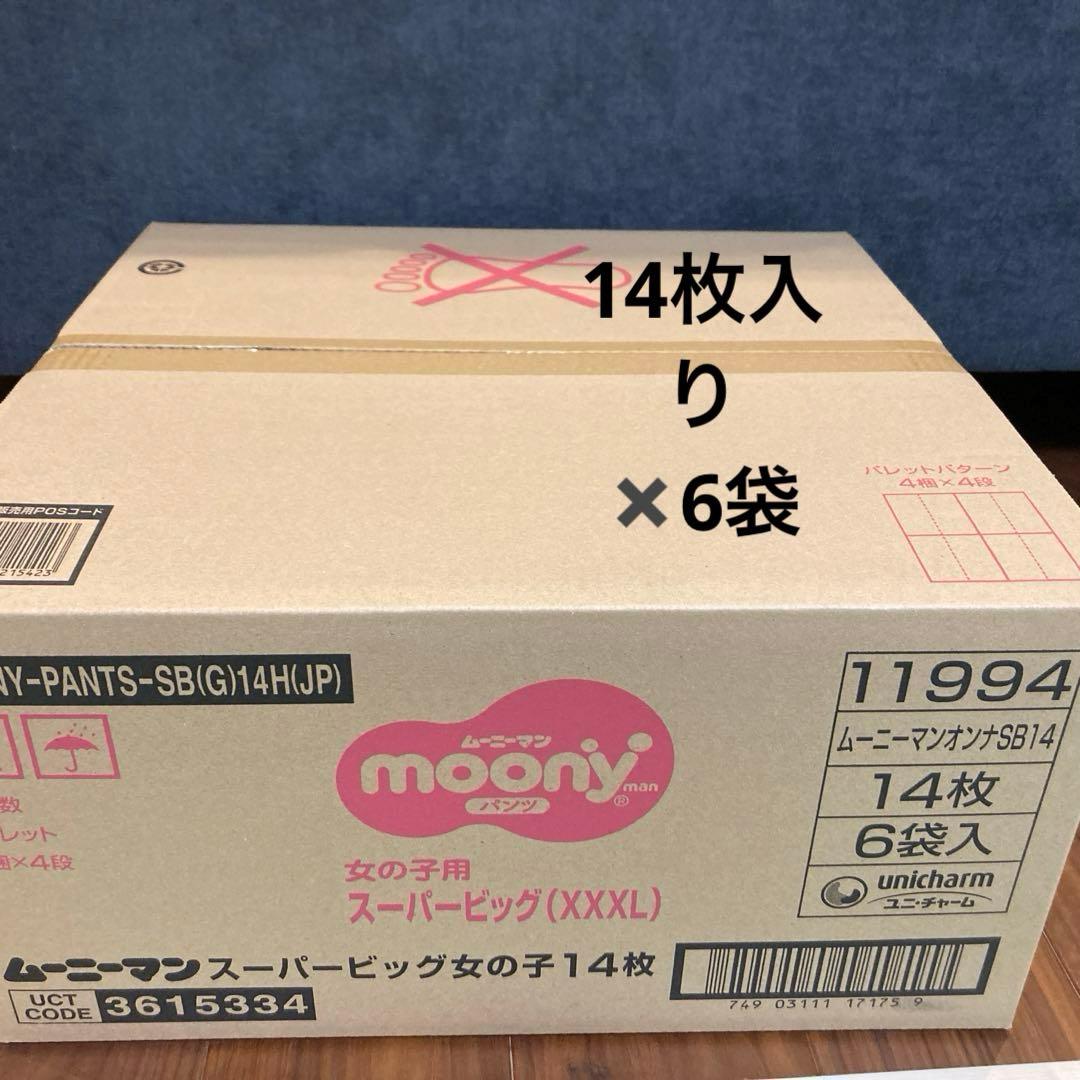 14枚入
り
✖6袋
パレットパターン
4梱×4段
販売用POSコード
215423
NY-PANTS-SB(G)14H(JP)
数
レット
梱×4段
ムーニーマン
moony
man
®
パンツ
女の子用
スーパービッグ(XXXL)
11994
ムーニーマンオンナSB14
14枚
6袋入
unicharm
ユニ・チャーム
ムーニーマンスーパービッグ女の子14枚
UCT
CODE
3615334
749 03111 17175 9